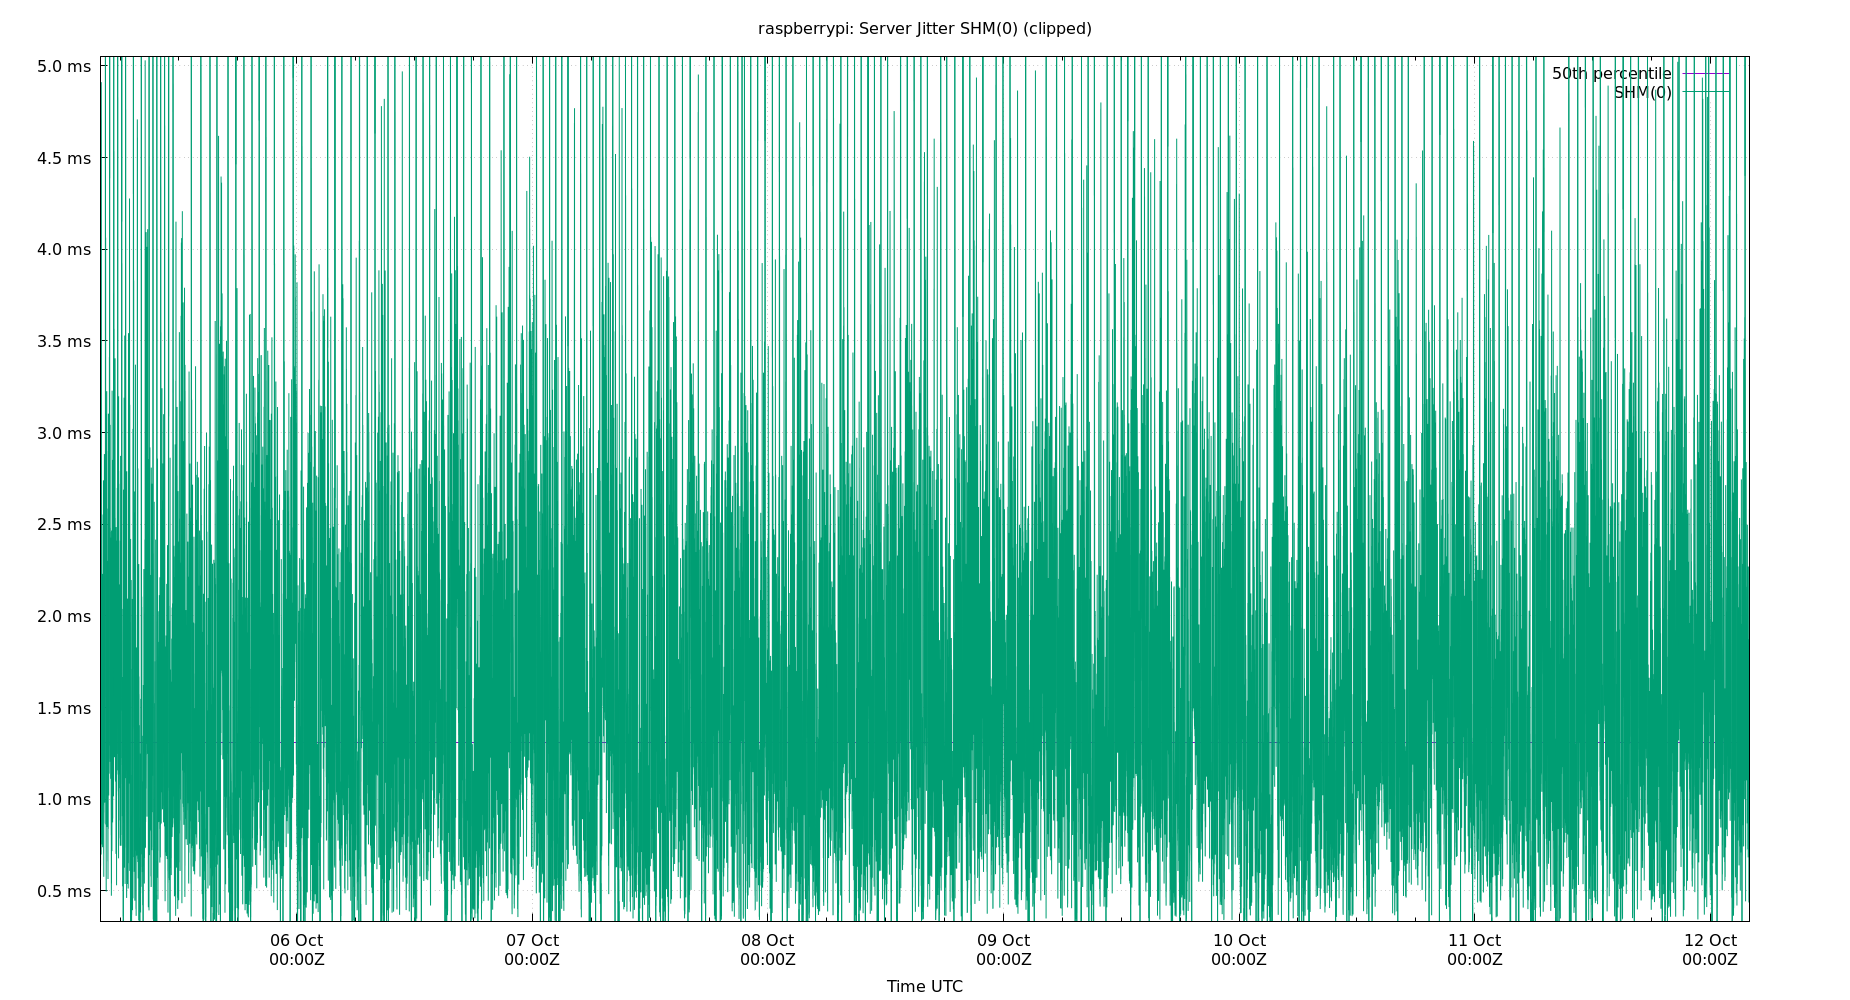 raspberrypi: Server Jitter SHM(0) (clipped)
5.0 ms
50th percentile
SHM(0)
4.5 ms
4.0 ms
3.5 ms
3.0 ms
2.5 ms
2.0 ms
1.5 ms
1.0 ms
0.5 ms
06 Oct 07 Oct 08 Oct 09 Oct 10 Oct 11 Oct 12 Oct
00:00Z 00:00Z 00:00Z 00:00Z 00:00Z 00:00Z 00:00Z
Time UTC